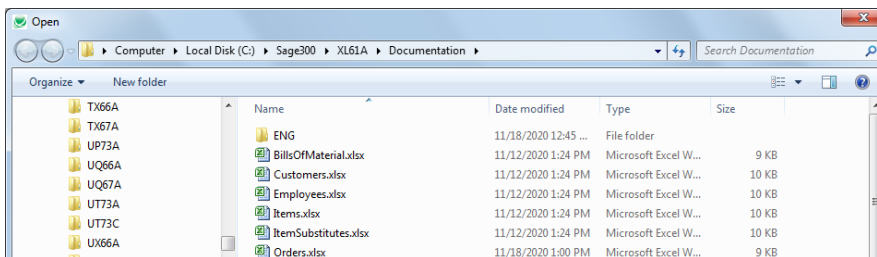 Open
Computer Local Disk (C:) Sage300 XL61A Documentation Search Documentation
Organize New folder
Name Date modified Type Size
TX66A
TX67A
UP73A
UQ66A
UQ67A
UT73A
UT73C
UX66A
ENG 11/18/2020 12:45 ... File folder
BillsOfMaterial.xlsx 11/12/2020 1:24 PM Microsoft Excel W... 9 KB
Customers.xlsx 11/12/2020 1:24 PM Microsoft Excel W... 10 KB
Employees.xlsx 11/12/2020 1:24 PM Microsoft Excel W... 10 KB
Items.xlsx 11/12/2020 1:24 PM Microsoft Excel W... 10 KB
ItemSubstitutes.xlsx 11/12/2020 1:24 PM Microsoft Excel W... 10 KB
Orders.xlsx 11/18/2020 1:00 PM Microsoft Excel W... 9 KB